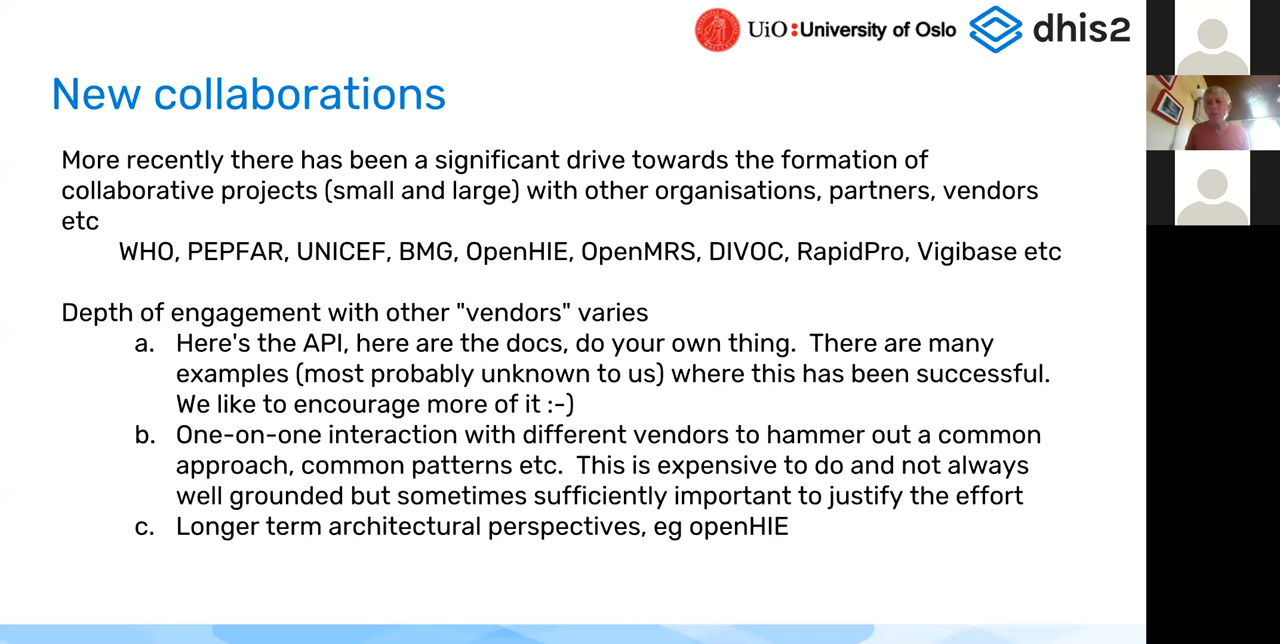 UiO:University of Oslo dhis2
New collaborations
More recently there has been a significant drive towards the formation of
collaborative projects (small and large) with other organisations, partners, vendors
etc
WHO, PEPFAR, UNICEF, BMG, OpenHIE, OpenMRS, DIVOC, RapidPro, Vigibase etc
Depth of engagement with other "vendors" varies
a. Here's the API, here are the docs, do your own thing. There are many
examples (most probably unknown to us) where this has been successful.
We like to encourage more of it :-)
b. One-on-one interaction with different vendors to hammer out a common
approach, common patterns etc. This is expensive to do and not always
well grounded but sometimes sufficiently important to justify the effort
c. Longer term architectural perspectives, eg openHIE